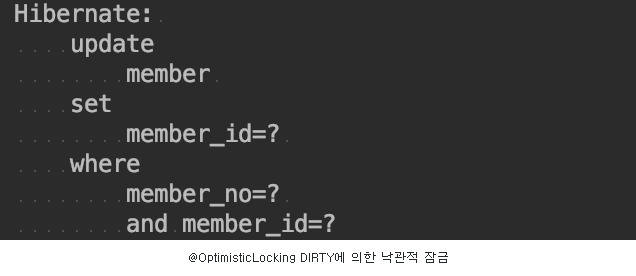 Hibernate:
update
member
set
member_id=?
where
member_no=?
and member_id=?
@OptimisticLocking DIRTY에 의한 낙관적 잠금